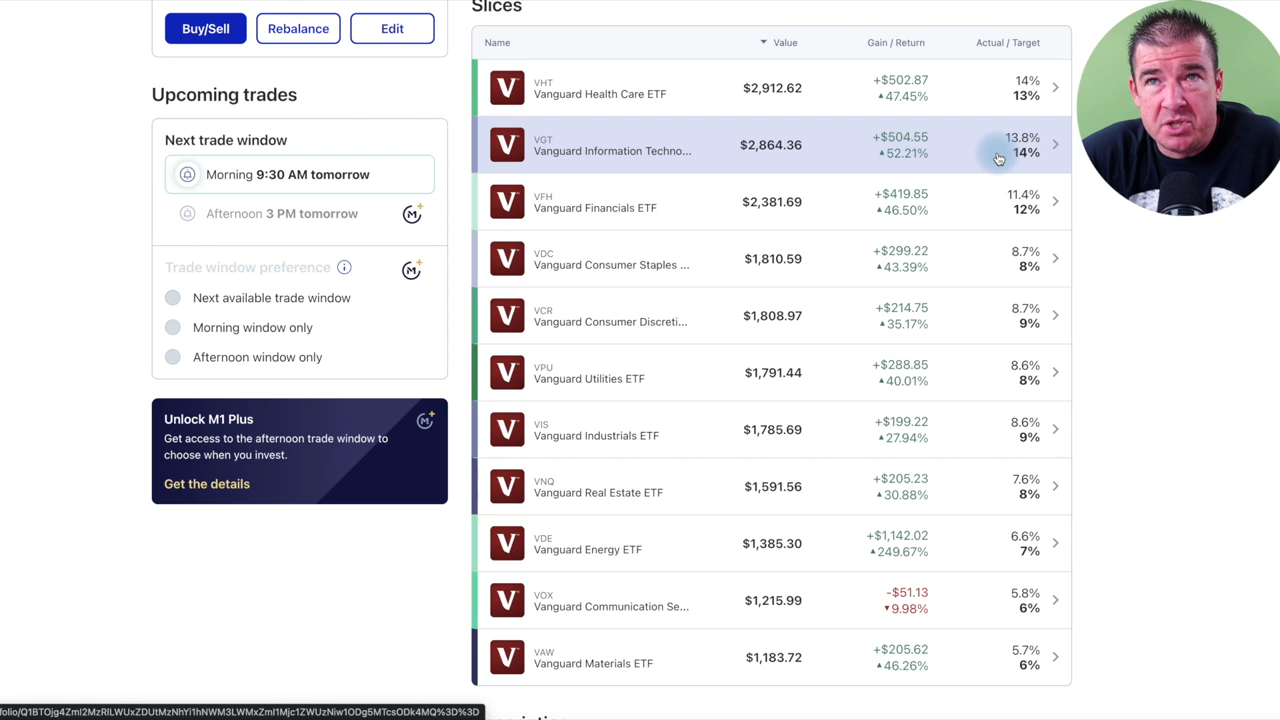 Slices
Buy/Sell
Rebalance
Edit
Upcoming trades
Next trade window
Morning 9:30 AM tomorrow
Afternoon 3 PM tomorrow
Trade window preference
Next available trade window
Morning window only
Afternoon window only
Unlock M1 Plus
Get access to the afternoon trade window to
choose when you invest.
Get the details
Name Value Gain / Return Actual / Target
VHT
Vanguard Health Care ETF
$2,912.62
+$502.87
47.45%
14%
13%
VGT
Vanguard Information Techno...
$2,864.36
+$504.55
52.21%
13.8%
14%
VFH
Vanguard Financials ETF
$2,381.69
+$419.85
46.50%
11.4%
12%
VDC
Vanguard Consumer Staples ...
$1,810.59
+$299.22
43.39%
8.7%
8%
VCR
Vanguard Consumer Discreti...
$1,808.97
+$214.75
35.17%
8.7%
9%
VPU
Vanguard Utilities ETF
$1,791.44
+$288.85
40.01%
8.6%
8%
VIS
Vanguard Industrials ETF
$1,785.69
+$199.22
27.94%
8.6%
9%
VNQ
Vanguard Real Estate ETF
$1,591.56
+$205.23
30.88%
7.6%
8%
VDE
Vanguard Energy ETF
$1,385.30
+$1,142.02
249.67%
6.6%
7%
VOX
Vanguard Communication Se...
$1,215.99
-$51.13
9.98%
5.8%
6%
VAW
Vanguard Materials ETF
$1,183.72
+$205.62
46.26%
5.7%
6%